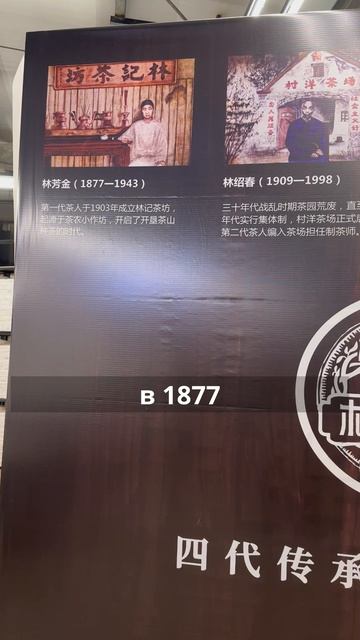 林記茶坊
村洋茶場
林芳金（1877—1943）
第一代茶人于1903年成立林记茶坊，
起源于茶农小作坊，开启了开垦茶山
种茶的时代。
林绍春（1909—1998）
三十年代战乱时期茶园荒废，直至
年代实行集体制，村洋茶场正式
第二代茶人编入茶场担任制茶师。
в 1877
四代传承